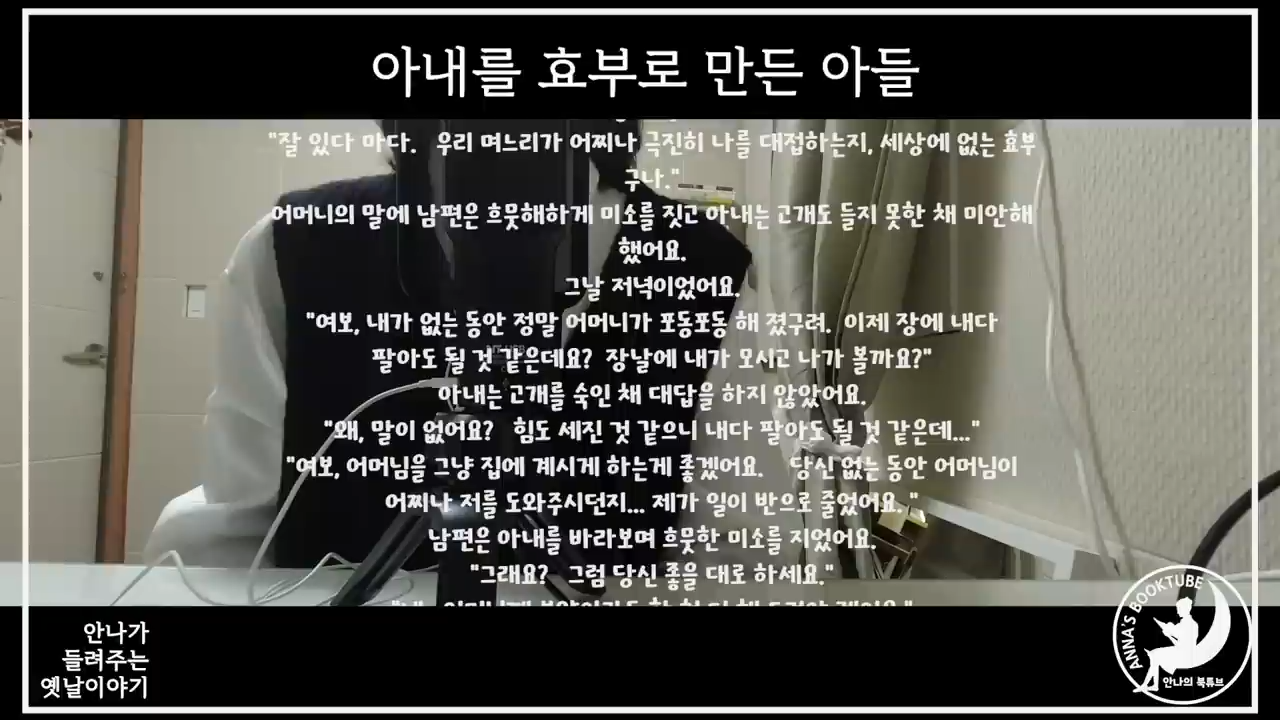 아내를 효부로 만든 아들
"잘 있다 마다. 우리 며느리가 어찌나 극진히 나를 대접하는지, 세상에 없는 효부
구나."
어머니의 말에 남편은 흐뭇해하게 미소를 짓고 아내는 고개도 들지 못한 채 미안해
했어요.
그날 저녁이었어요.
"여보, 내가 없는 동안 정말 어머니가 포동포동 해 졌구려. 이제 장에 내다
팔아도 될 것 같은데요? 장날에 내가 모시고 나가 볼까요?"
아내는 고개를 숙인 채 대답을 하지 않았어요.
"왜, 말이 없어요? 힘도 세진 것 같으니 내다 팔아도 될 것 같은데..."
"여보, 어머님을 그냥 집에 계시게 하는게 좋겠어요. 당신 없는 동안 어머님이
어찌나 저를 도와주시던지... 제가 일이 반으로 줄었어요. "
남편은 아내를 바라보며 흐뭇한 미소를 지었어요.
"그래요? 그럼 당신 좋을 대로 하세요."
안나가
들려주는
옛날이야기
ANNA'S BOOKTUBE
안나의 북튜브